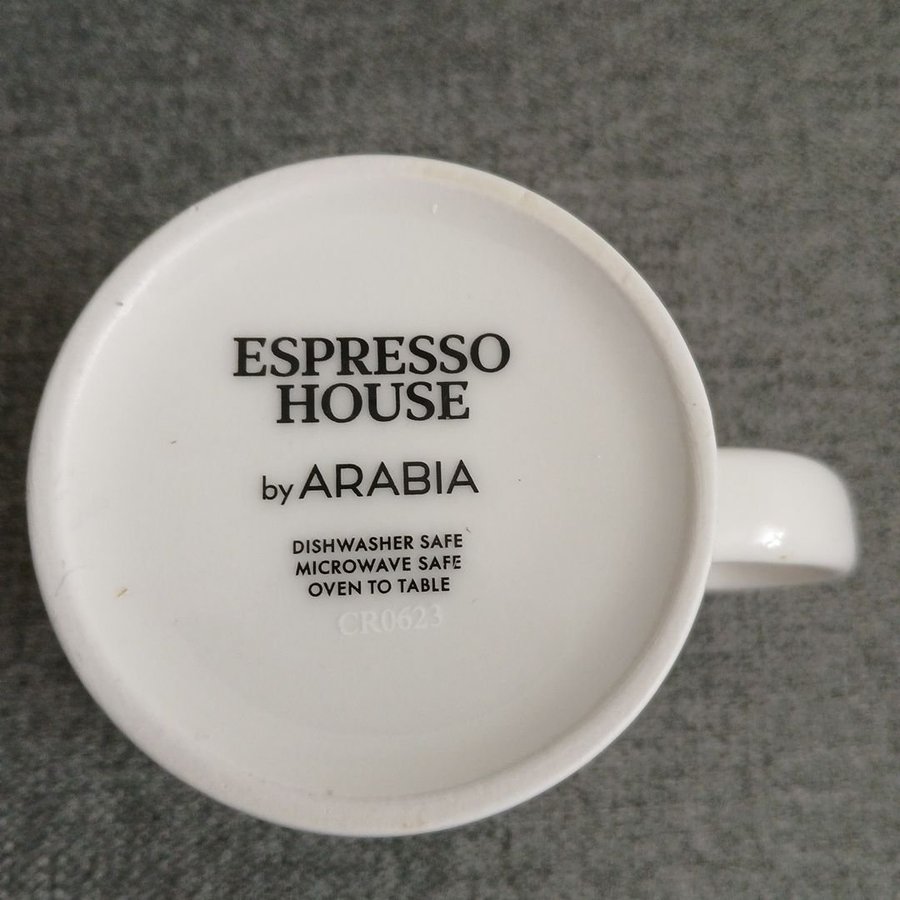 ESPRESSO
HOUSE
by ARABIA
DISHWASHER SAFE
MICROWAVE SAFE
OVEN TO TABLE
CR0623